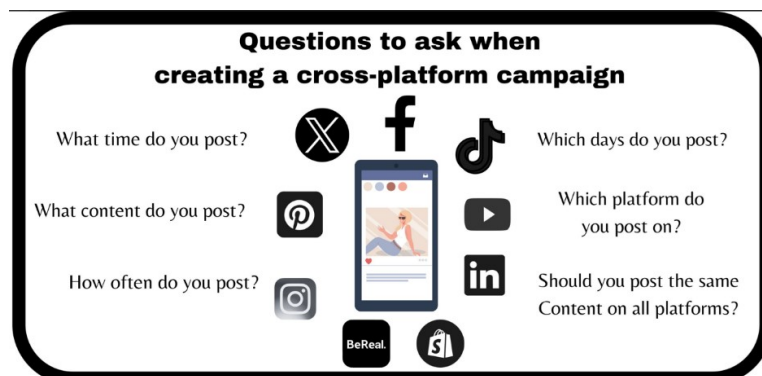 Questions to ask when
creating a cross-platform campaign
What time do you post?
Which days do you post?
What content do you post?
Which platform do
you post on?
How often do you post?
Should you post the same
Content on all platforms?
in
BeReal.